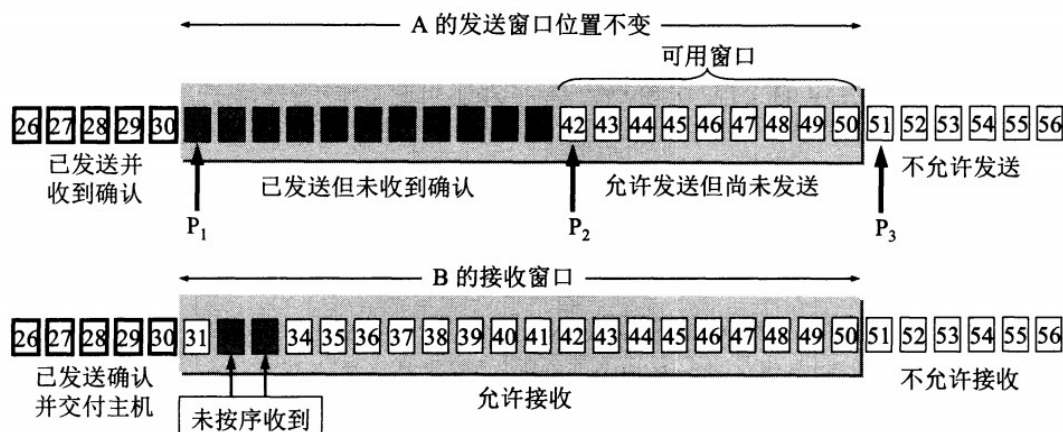 A 的发送窗口位置不变
可用窗口
26 27 28 29 30 42 43 44 45 46 47 48 49 50 51 52 53 54 55 56
已发送并
收到确认
已发送但未收到确认
允许发送但尚未发送
不允许发送
P1
P2
P3
B 的接收窗口
26 27 28 29 30 31 34 35 36 37 38 39 40 41 42 43 44 45 46 47 48 49 50 51 52 53 54 55 56
已发送确认
并交付主机
未按序收到
允许接收
不允许接收